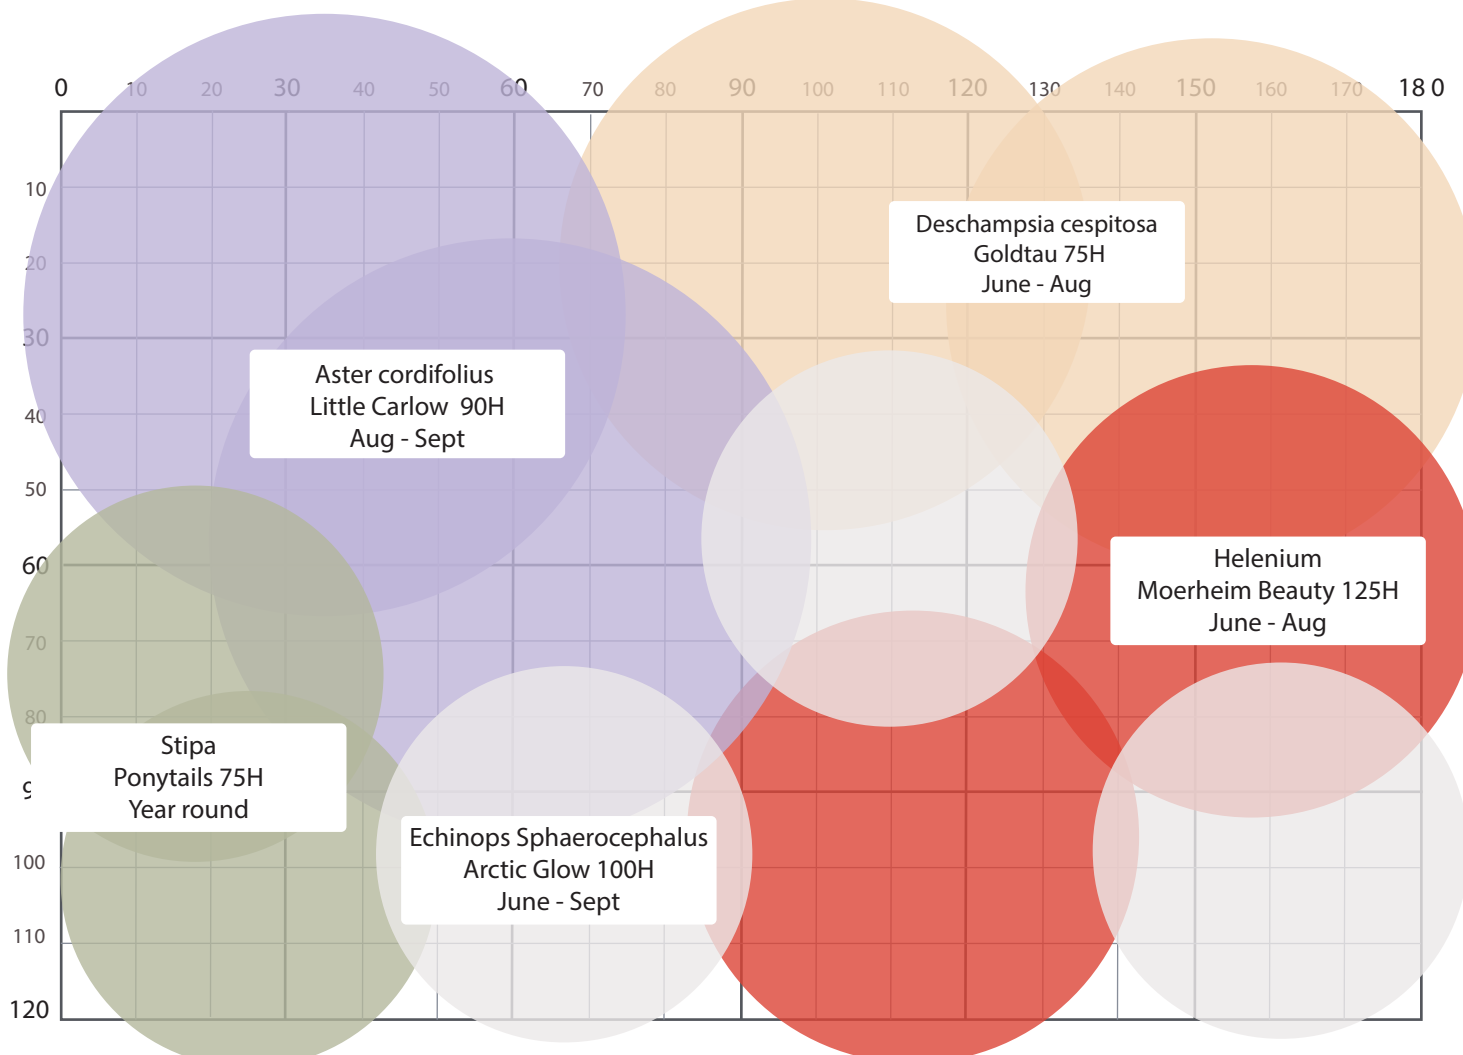 0 10 20 30 40 50 60 70 80 90 100 110 120 130 140 150 160 170 18 0
10
20
30
40
50
60
70
80
9
100
110
120
Deschampsia cespitosa
Goldtau 75H
June - Aug
Aster cordifolius
Little Carlow 90H
Aug - Sept
Helenium
Moerheim Beauty 125H
June - Aug
Stipa
Ponytails 75H
Year round
Echinops Sphaerocephalus
Arctic Glow 100H
June - Sept